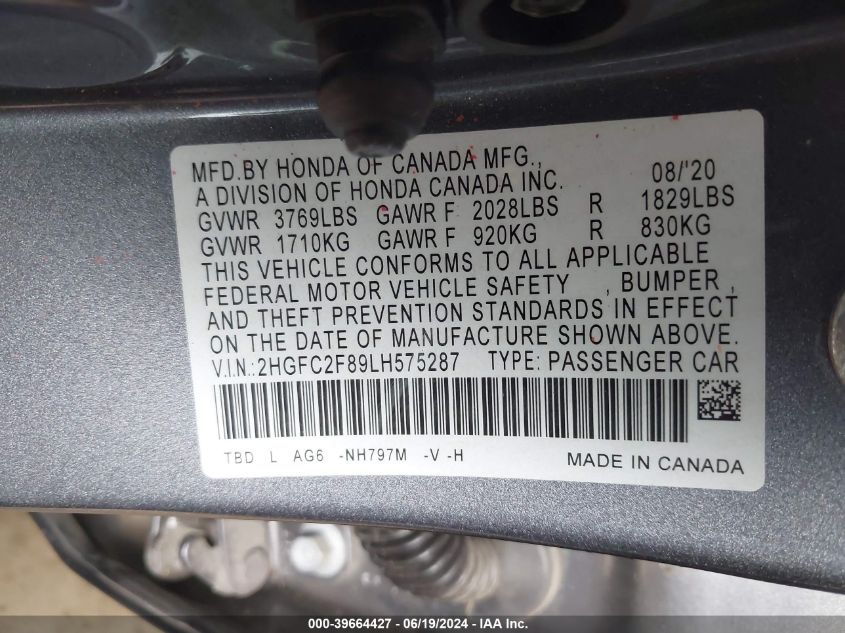 MFD.BY HONDA OF CANADA MFG., 08/'20
A DIVISION OF HONDA CANADA INC.
GVWR 3769LBS GAWR F 2028LBS R 1829LBS
GVWR 1710KG GAWR F 920KG R 830KG
THIS VEHICLE CONFORMS TO ALL APPLICABLE
FEDERAL MOTOR VEHICLE SAFETY , BUMPER ,
AND THEFT PREVENTION STANDARDS IN EFFECT
ON THE DATE OF MANUFACTURE SHOWN ABOVE.
V.I.N.:2HGFC2F89LH575287 TYPE: PASSENGER CAR
TBD L AG6 -NH797M -V -H MADE IN CANADA
000-39664427 - 06/19/2024 - IAA Inc.